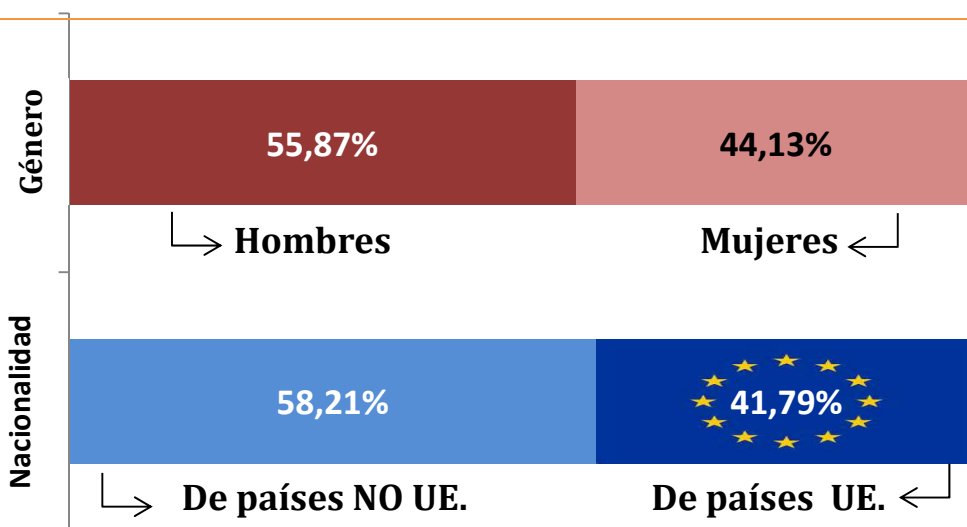 Género
55,87%
44,13%
Hombres
Mujeres
Nacionalidad
58,21%
41,79%
De países NO UE.
De países UE.